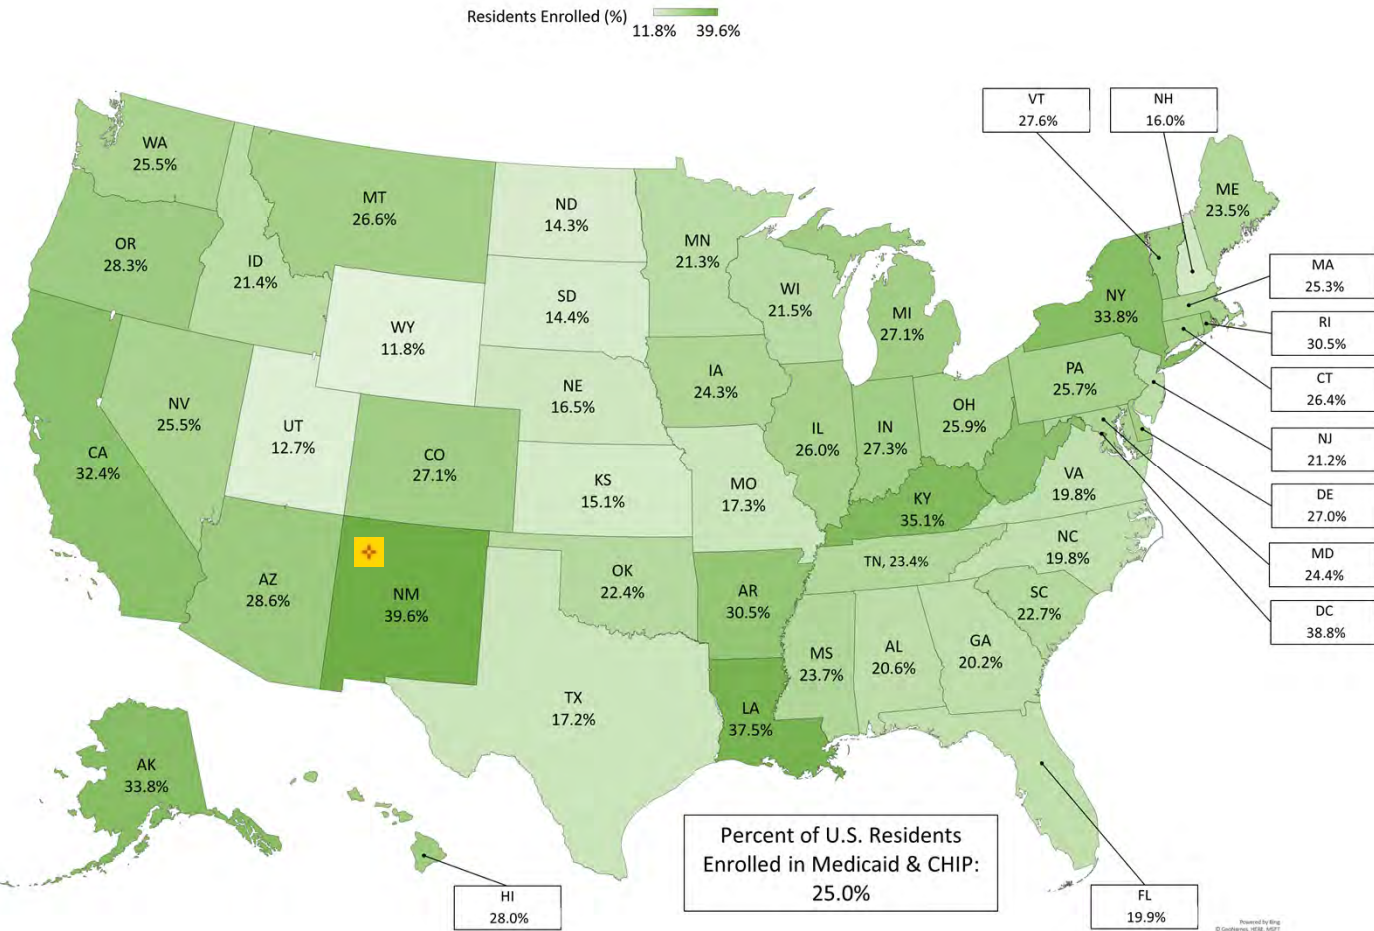 Residents Enrolled (%)
11.8% 39.6%
VT
27.6%
NH
16.0%
WA
25.5%
MT
26.6%
ND
14.3%
ME
23.5%
OR
28.3%
ID
21.4%
MN
21.3%
SD
14.4%
WI
21.5%
MI
27.1%
NY
33.8%
MA
25.3%
RI
30.5%
WY
11.8%
NE
16.5%
IA
24.3%
PA
25.7%
CT
26.4%
NV
25.5%
UT
12.7%
CO
27.1%
IL
26.0%
IN
27.3%
OH
25.9%
NJ
21.2%
CA
32.4%
KS
15.1%
MO
17.3%
KY
35.1%
VA
19.8%
DE
27.0%
NC
19.8%
MD
24.4%
AZ
28.6%
NM
39.6%
OK
22.4%
AR
30.5%
TN, 23.4%
SC
22.7%
DC
38.8%
MS
23.7%
AL
20.6%
GA
20.2%
TX
17.2%
LA
37.5%
AK
33.8%
Percent of U.S. Residents
Enrolled in Medicaid & CHIP:
25.0%
HI
28.0%
FL
19.9%
Powered by Bing
© GeoNames, HERE, MSFT